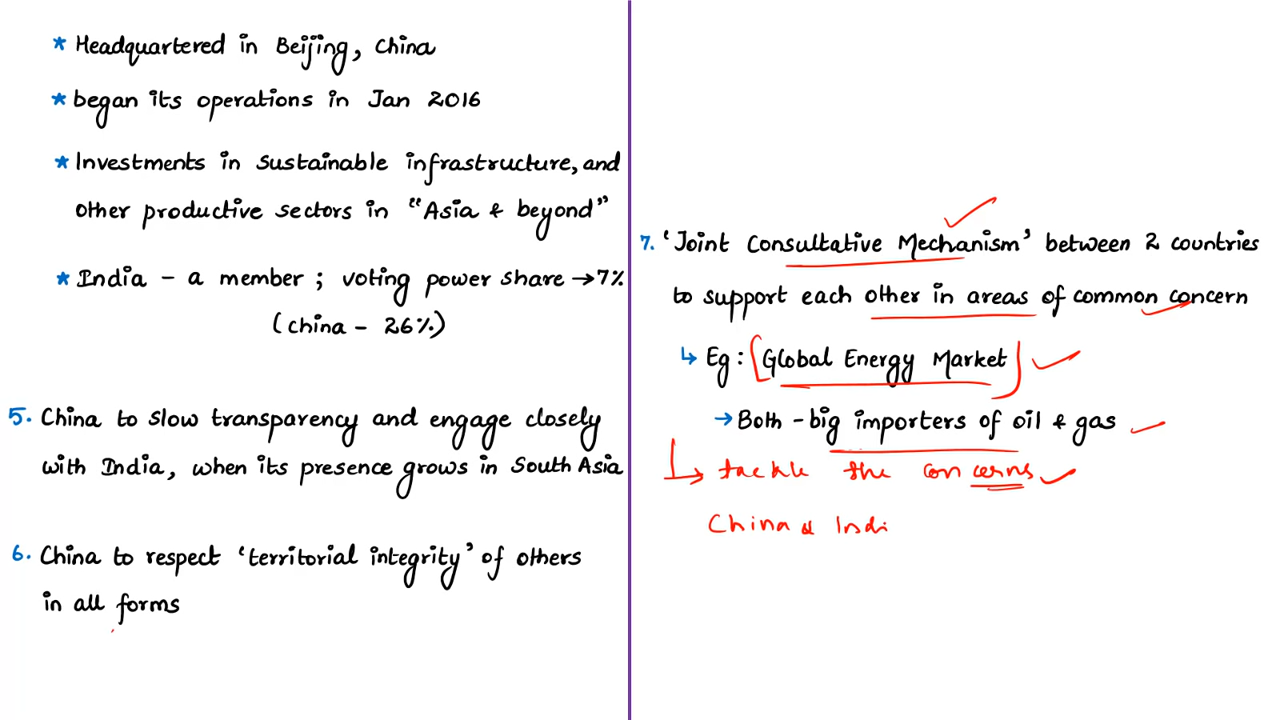 * Headquartered in Beijing, China
* began its operations in Jan 2016
* Investments in sustainable infrastructure, and
other productive sectors in "Asia & beyond"
* India - a member ; voting power share → 7%
(China - 26%)
5. China to slow transparency and engage closely
with India, when its presence grows in South Asia
6. China to respect 'territorial integrity' of others
in all forms
7. 'Joint Consultative Mechanism' between 2 countries
to support each other in areas of common concern
↳ Eg : [Global Energy Market]
→ Both - big importers of oil & gas
↳ tackle the concerns
China & Indi